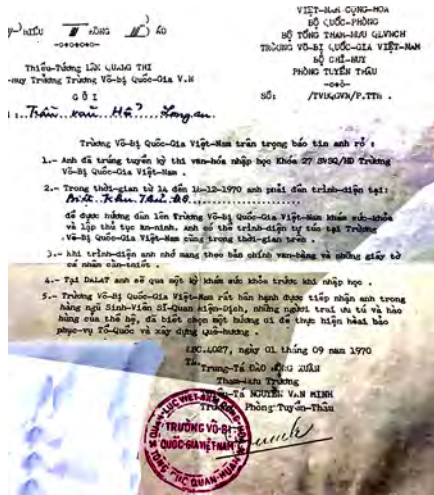 VIỆT-NAM CỘNG-HÒA
BỘ QUỐC-PHÒNG
BỘ TỔNG THAM-MƯU QLVNCH
TRƯỜNG VÕ-BỊ QUỐC-GIA VIỆT-NAM
BỘ CHỈ-HUY
PHÒNG TUYỂN THÂU
SỐ: /TVBQGVN/P.TTh.
Thiếu-Tướng LÂM QUANG THI
-huy Trưởng Trường Võ-bị Quốc-Gia V.N
GỞI
: Trần văn Hổ Long an.
Trường Võ-Bị Quốc-Gia Việt-Nam trân trọng báo tin anh rõ :
1.- Anh đã trúng tuyển kỳ thi văn-hóa nhập học Khóa 27 SVSQ/HD Trường
Võ-Bị Quốc-Gia Việt-Nam .
2.- Trong thời-gian từ 14 đến 16-12-1970 anh phải đến trình-diện tại:
Biệt Khu Thủ Đô
để được hướng dẫn lên Trường Võ-Bị Quốc-Gia Việt-Nam khám sức-khỏe
và lập thủ tục an-ninh. Anh có thể trình-diện tự túc tại Trường
Võ-Bị Quốc-Gia Việt-Nam cũng trong thời-gian trên .
3.- khi trình-diện anh nhớ mang theo bản chính văn-bằng và những giấy tờ
cá nhân cần-thiết .
4.- Tại DALAT anh sẽ qua một kỳ khám sức khỏe trước khi nhập học .
5.- Trường Võ-Bị Quốc-Gia Việt-Nam rất hân hạnh được tiếp nhận anh trong
hàng ngũ Sinh-Viên Sĩ-Quan hiện-Dịch, những người trai ưu tú và hào
hùng của thế hệ, đã biết chọn một hướng đi để thực hiện hoài bảo
phục-vụ Tổ-Quốc và xây dựng Quê-hương .
KBC.4027, ngày 01 tháng 09 năm 1970
Trung-Tá ĐÀO MỘNG XUÂN
Tham-Mưu Trưởng
Thiếu-Tá NGUYỄN VĂN MINH
Trưởng Phòng Tuyển-Thâu
TRƯỜNG VÕ-BỊ
QUỐC-GIA VIỆT-NAM